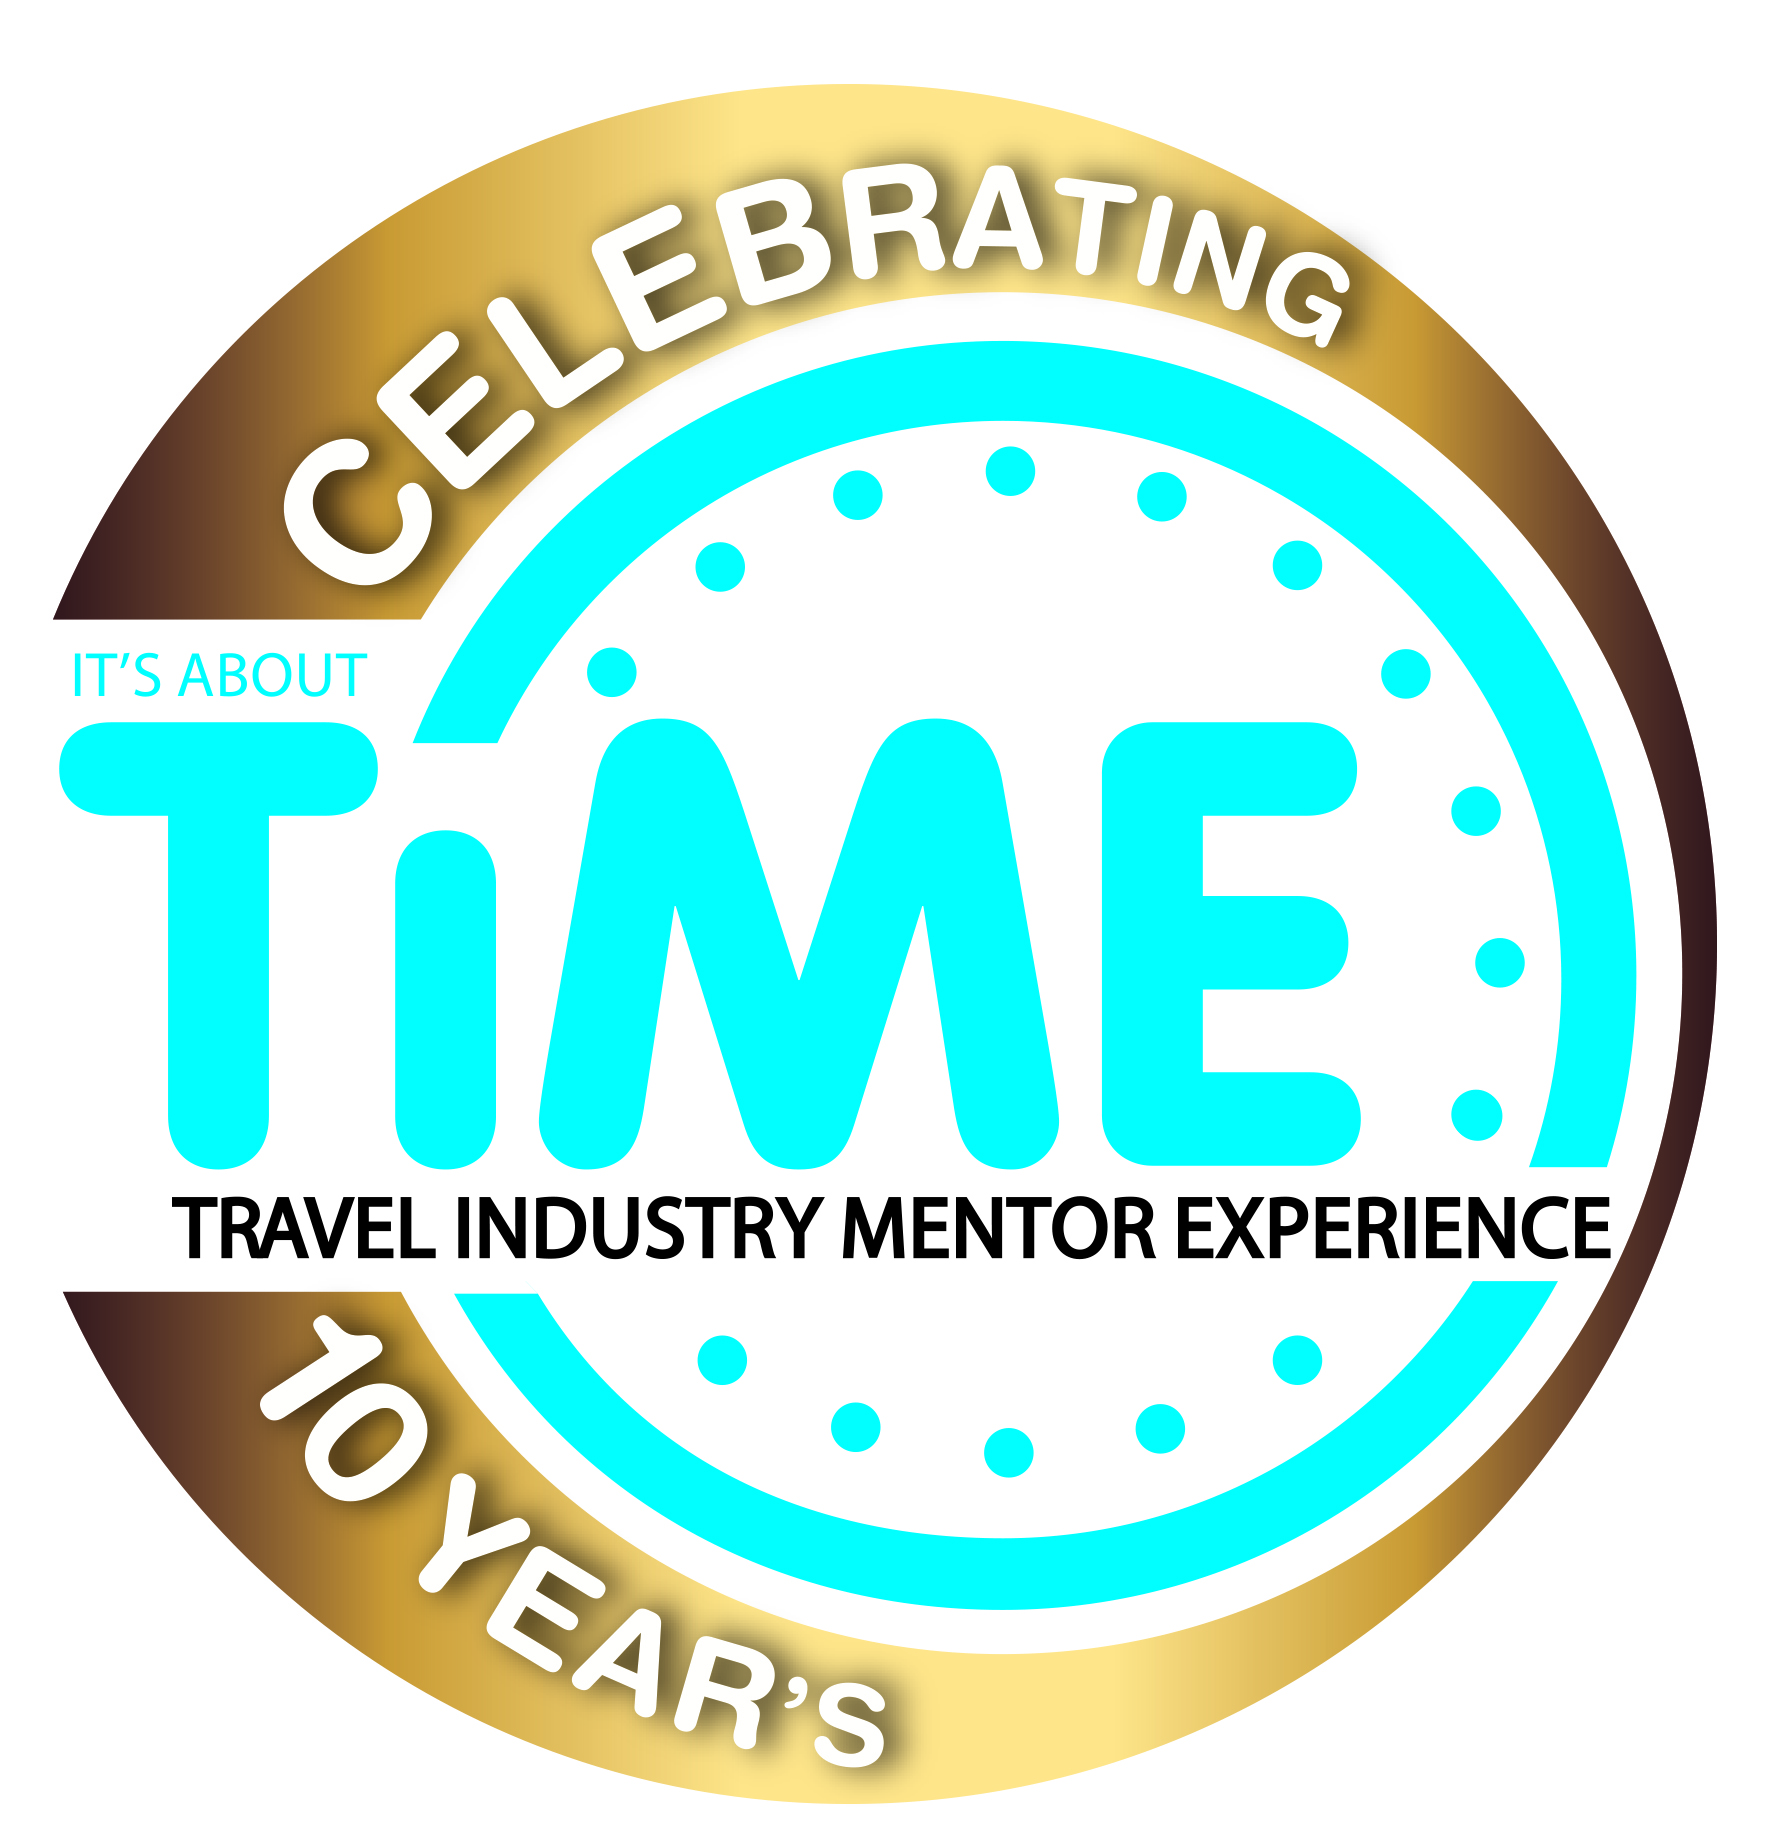 CELEBRATING
IT'S ABOUT
TiME
TRAVEL INDUSTRY MENTOR EXPERIENCE
10 YEAR'S